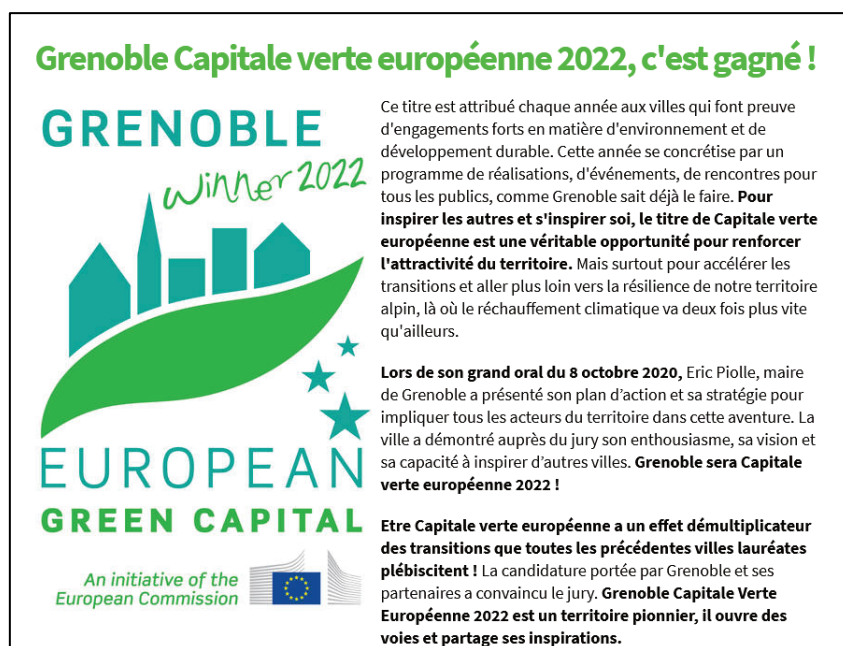 Grenoble Capitale verte européenne 2022, c'est gagné !
GRENOBLE
winner 2022
EUROPEAN
GREEN CAPITAL
An initiative of the
European Commission
Ce titre est attribué chaque année aux villes qui font preuve
d'engagements forts en matière d'environnement et de
développement durable. Cette année se concrétise par un
programme de réalisations, d'événements, de rencontres pour
tous les publics, comme Grenoble sait déjà le faire. Pour
inspirer les autres et s'inspirer soi, le titre de Capitale verte
européenne est une véritable opportunité pour renforcer
l'attractivité du territoire. Mais surtout pour accélérer les
transitions et aller plus loin vers la résilience de notre territoire
alpin, là où le réchauffement climatique va deux fois plus vite
qu'ailleurs.
Lors de son grand oral du 8 octobre 2020, Eric Piolle, maire
de Grenoble a présenté son plan d’action et sa stratégie pour
impliquer tous les acteurs du territoire dans cette aventure. La
ville a démontré auprès du jury son enthousiasme, sa vision et
sa capacité à inspirer d’autres villes. Grenoble sera Capitale
verte européenne 2022 !
Etre Capitale verte européenne a un effet démultiplicateur
des transitions que toutes les précédentes villes lauréates
plébiscitent ! La candidature portée par Grenoble et ses
partenaires a convaincu le jury. Grenoble Capitale Verte
Européenne 2022 est un territoire pionnier, il ouvre des
voies et partage ses inspirations.